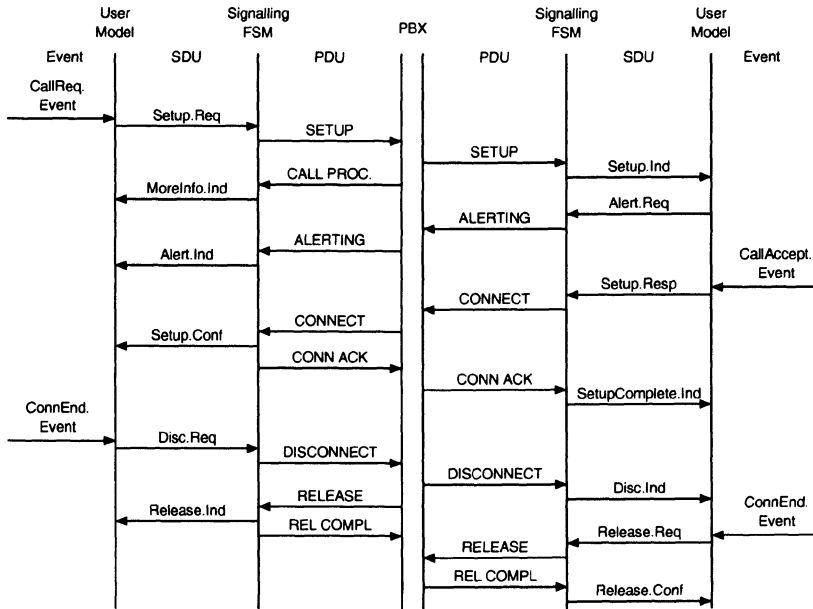 User Model
Signalling FSM
PBX
Signalling FSM
User Model
Event
SDU
PDU
PDU
SDU
Event
CallReq.
Event
Setup.Req
SETUP
SETUP
Setup.Ind
CALL PROC.
MoreInfo.Ind
Alert.Req
ALERTING
ALERTING
Alert.Ind
CallAccept.
Event
Setup.Resp
CONNECT
CONNECT
Setup.Conf
CONN ACK
CONN ACK
SetupComplete.Ind
ConnEnd.
Event
Disc.Req
DISCONNECT
DISCONNECT
Disc.Ind
RELEASE
Release.Ind
REL COMPL
ConnEnd.
Event
Release.Req
RELEASE
REL COMPL
Release.Conf